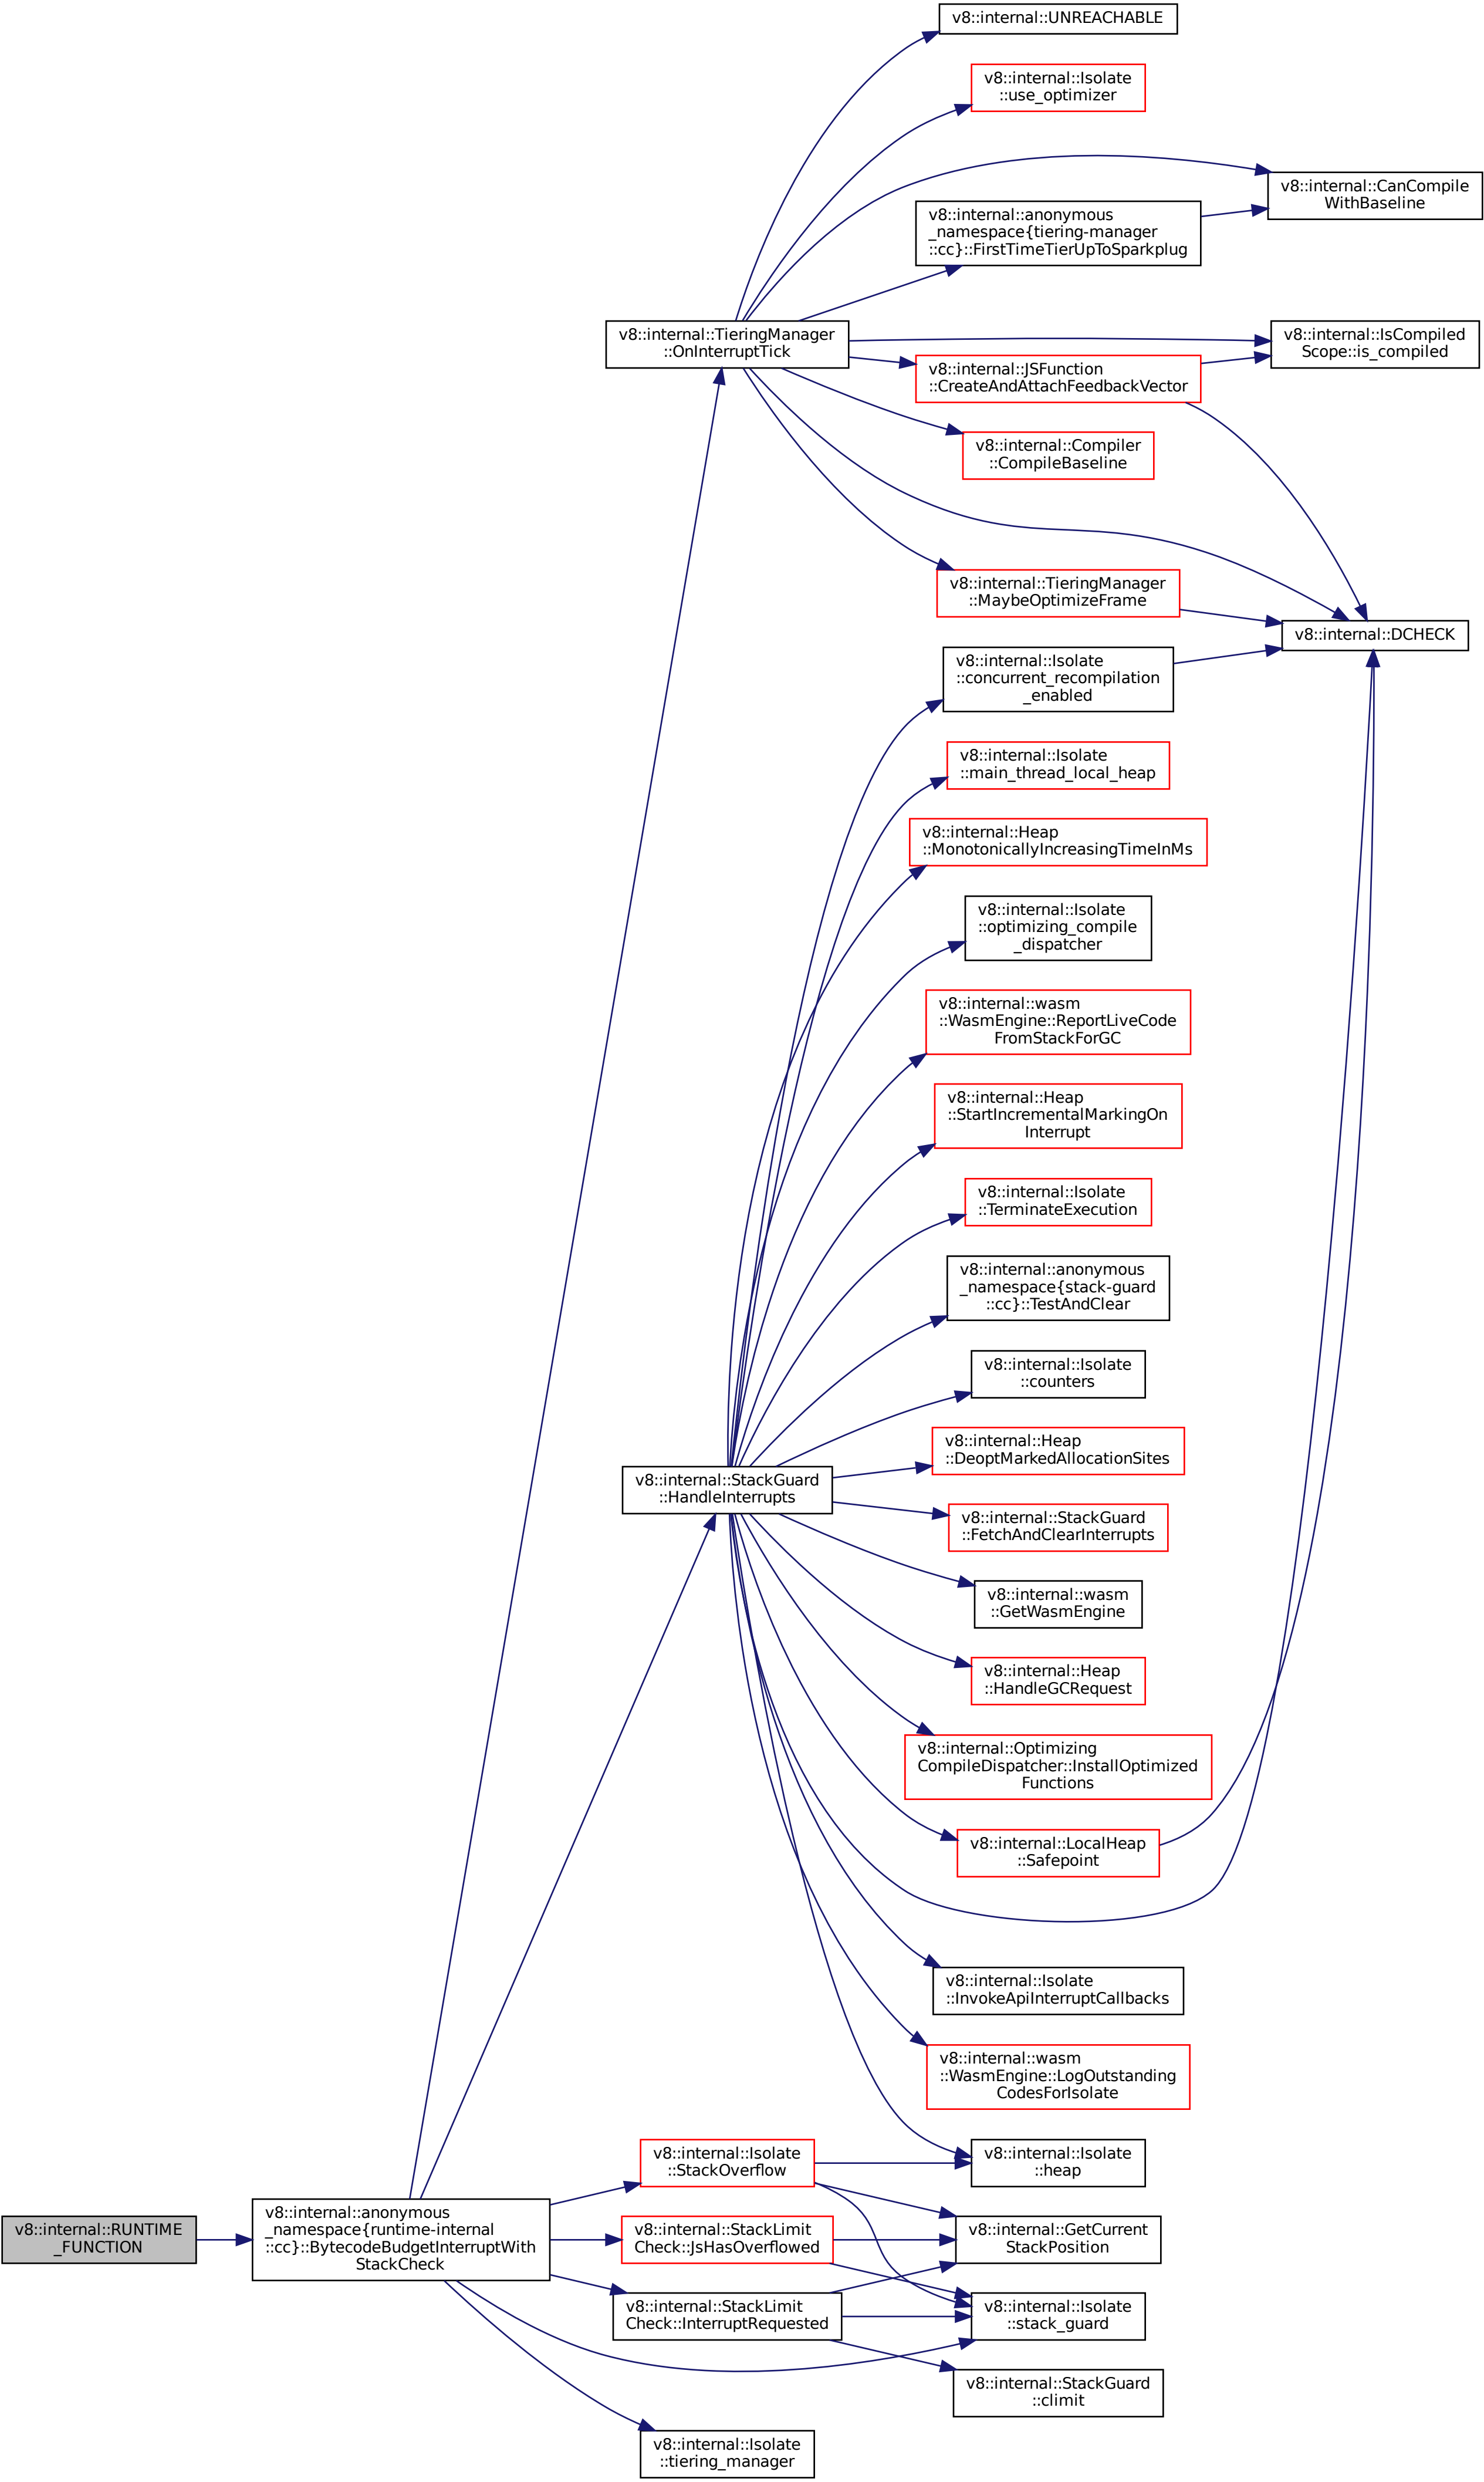 v8::internal::UNREACHABLE
v8::internal::Isolate
::use_optimizer
v8::internal::CanCompile
WithBaseline
v8::internal::anonymous
_namespace{tiering-manager
::cc}::FirstTimeTierUpToSparkplug
v8::internal::TieringManager
::OnInterruptTick
v8::internal::IsCompiled
Scope::is_compiled
v8::internal::JSFunction
::CreateAndAttachFeedbackVector
v8::internal::Compiler
::CompileBaseline
v8::internal::TieringManager
::MaybeOptimizeFrame
v8::internal::DCHECK
v8::internal::Isolate
::concurrent_recompilation
_enabled
v8::internal::Isolate
::main_thread_local_heap
v8::internal::Heap
::MonotonicallyIncreasingTimeInMs
v8::internal::Isolate
::optimizing_compile
_dispatcher
v8::internal::wasm
::WasmEngine::ReportLiveCode
FromStackForGC
v8::internal::Heap
::StartIncrementalMarkingOn
Interrupt
v8::internal::Isolate
::TerminateExecution
v8::internal::anonymous
_namespace{stack-guard
::cc}::TestAndClear
v8::internal::Isolate
::counters
v8::internal::Heap
::DeoptMarkedAllocationSites
v8::internal::StackGuard
::HandleInterrupts
v8::internal::StackGuard
::FetchAndClearInterrupts
v8::internal::wasm
::GetWasmEngine
v8::internal::Heap
::HandleGCRequest
v8::internal::Optimizing
CompileDispatcher::InstallOptimized
Functions
v8::internal::LocalHeap
::Safepoint
v8::internal::Isolate
::InvokeApiInterruptCallbacks
v8::internal::wasm
::WasmEngine::LogOutstanding
CodesForIsolate
v8::internal::Isolate
::StackOverflow
v8::internal::Isolate
::heap
v8::internal::RUNTIME
_FUNCTION
v8::internal::anonymous
_namespace{runtime-internal
::cc}::BytecodeBudgetInterruptWith
StackCheck
v8::internal::StackLimit
Check::JsHasOverflowed
v8::internal::GetCurrent
StackPosition
v8::internal::StackLimit
Check::InterruptRequested
v8::internal::Isolate
::stack_guard
v8::internal::StackGuard
::climit
v8::internal::Isolate
::tiering_manager